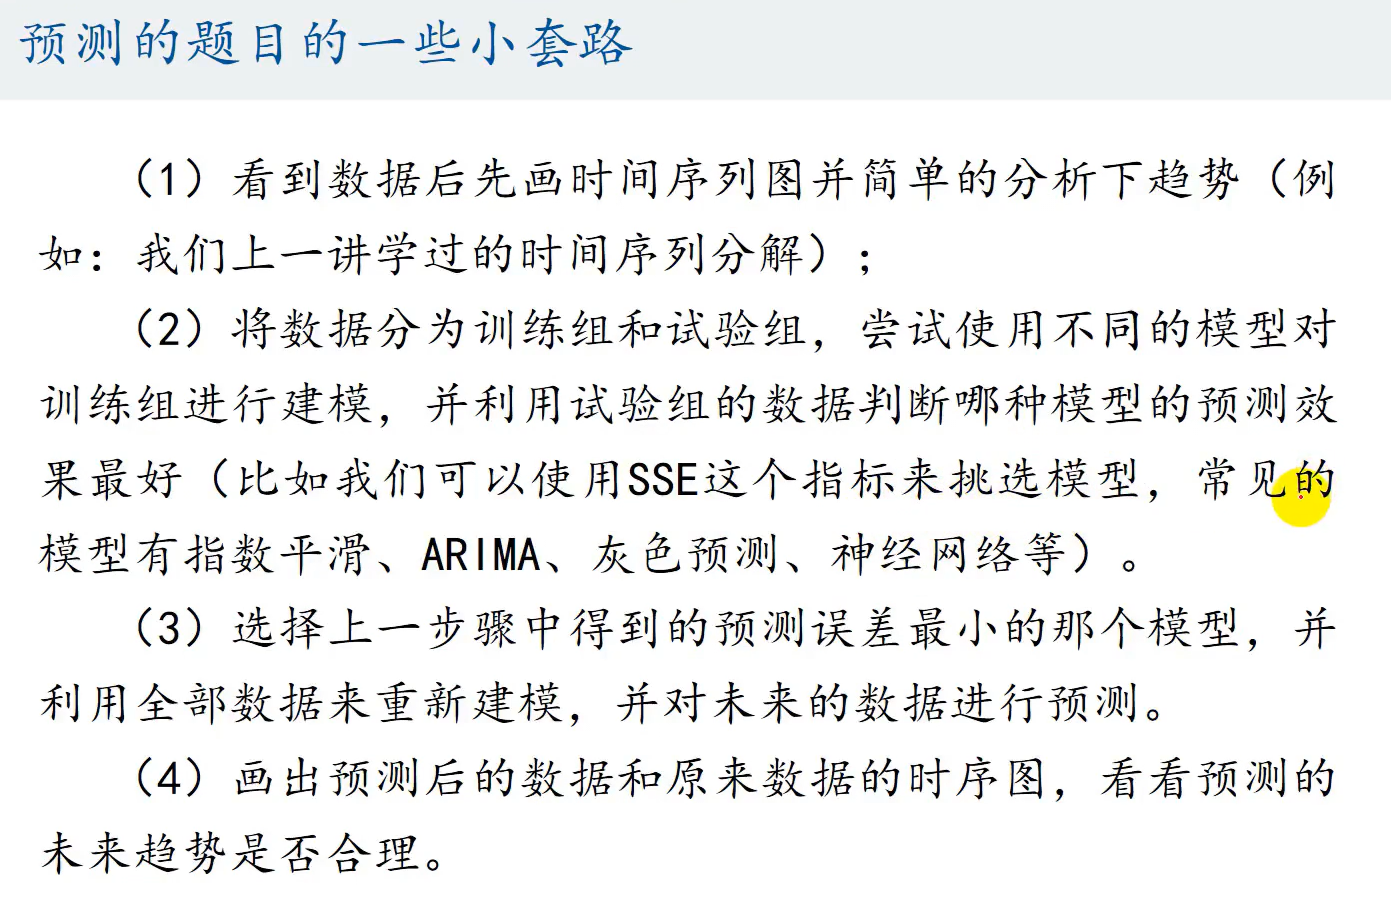 预测的题目的一些小套路
（1）看到数据后先画时间序列图并简单的分析下趋势（例
如：我们上一讲学过的时间序列分解）；
（2）将数据分为训练组和试验组，尝试使用不同的模型对
训练组进行建模，并利用试验组的数据判断哪种模型的预测效
果最好（比如我们可以使用SSE这个指标来挑选模型，常见的
模型有指数平滑、ARIMA、灰色预测、神经网络等）。
（3）选择上一步骤中得到的预测误差最小的那个模型，并
利用全部数据来重新建模，并对未来的数据进行预测。
（4）画出预测后的数据和原来数据的时序图，看看预测的
未来趋势是否合理。